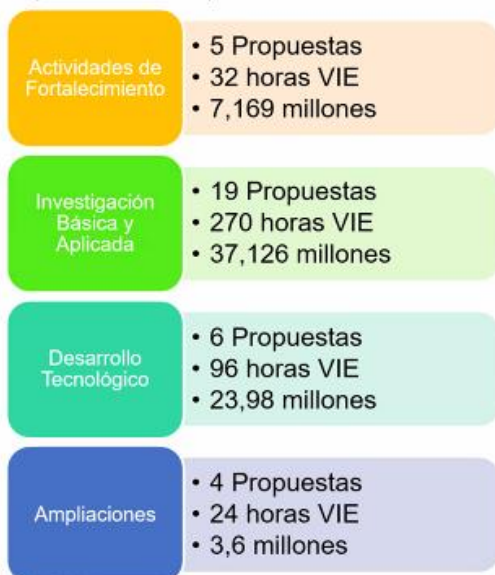 Actividades de
Fortalecimiento
• 5 Propuestas
• 32 horas VIE
• 7,169 millones
Investigación
Básica y
Aplicada
• 19 Propuestas
• 270 horas VIE
• 37,126 millones
Desarrollo
Tecnológico
• 6 Propuestas
• 96 horas VIE
• 23,98 millones
Ampliaciones
• 4 Propuestas
• 24 horas VIE
• 3,6 millones